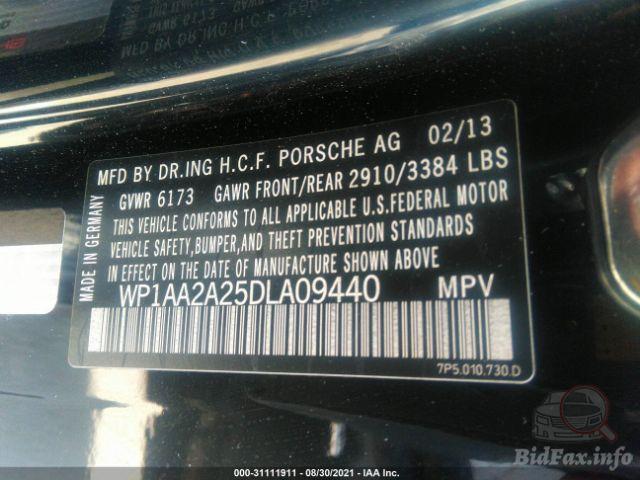 MFD BY DR.ING H.C.F. PORSCHE AG 02/13
GVWR 6173 GAWR FRONT/REAR 2910/3384 LBS
THIS VEHICLE CONFORMS TO ALL APPLICABLE U.S.FEDERAL MOTOR
VEHICLE SAFETY,BUMPER,AND THEFT PREVENTION STANDARDS
IN EFFECT ON THE DATE OF MANUFACTURE SHOWN ABOVE
MADE IN GERMANY
WP1AA2A25DLA09440 MPV
7P5.010.730.D
000-31111911 - 08/30/2021 - IAA Inc.
BidFax.info